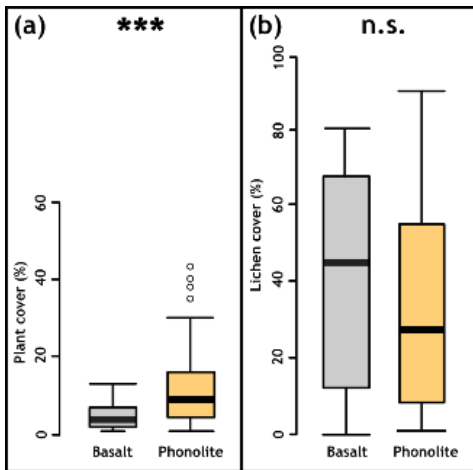 (a)
***
Plant cover (%)
60
40
20
0
Basalt
Phonolite
(b)
n.s.
Lichen cover (%)
100
80
60
40
20
0
Basalt
Phonolite